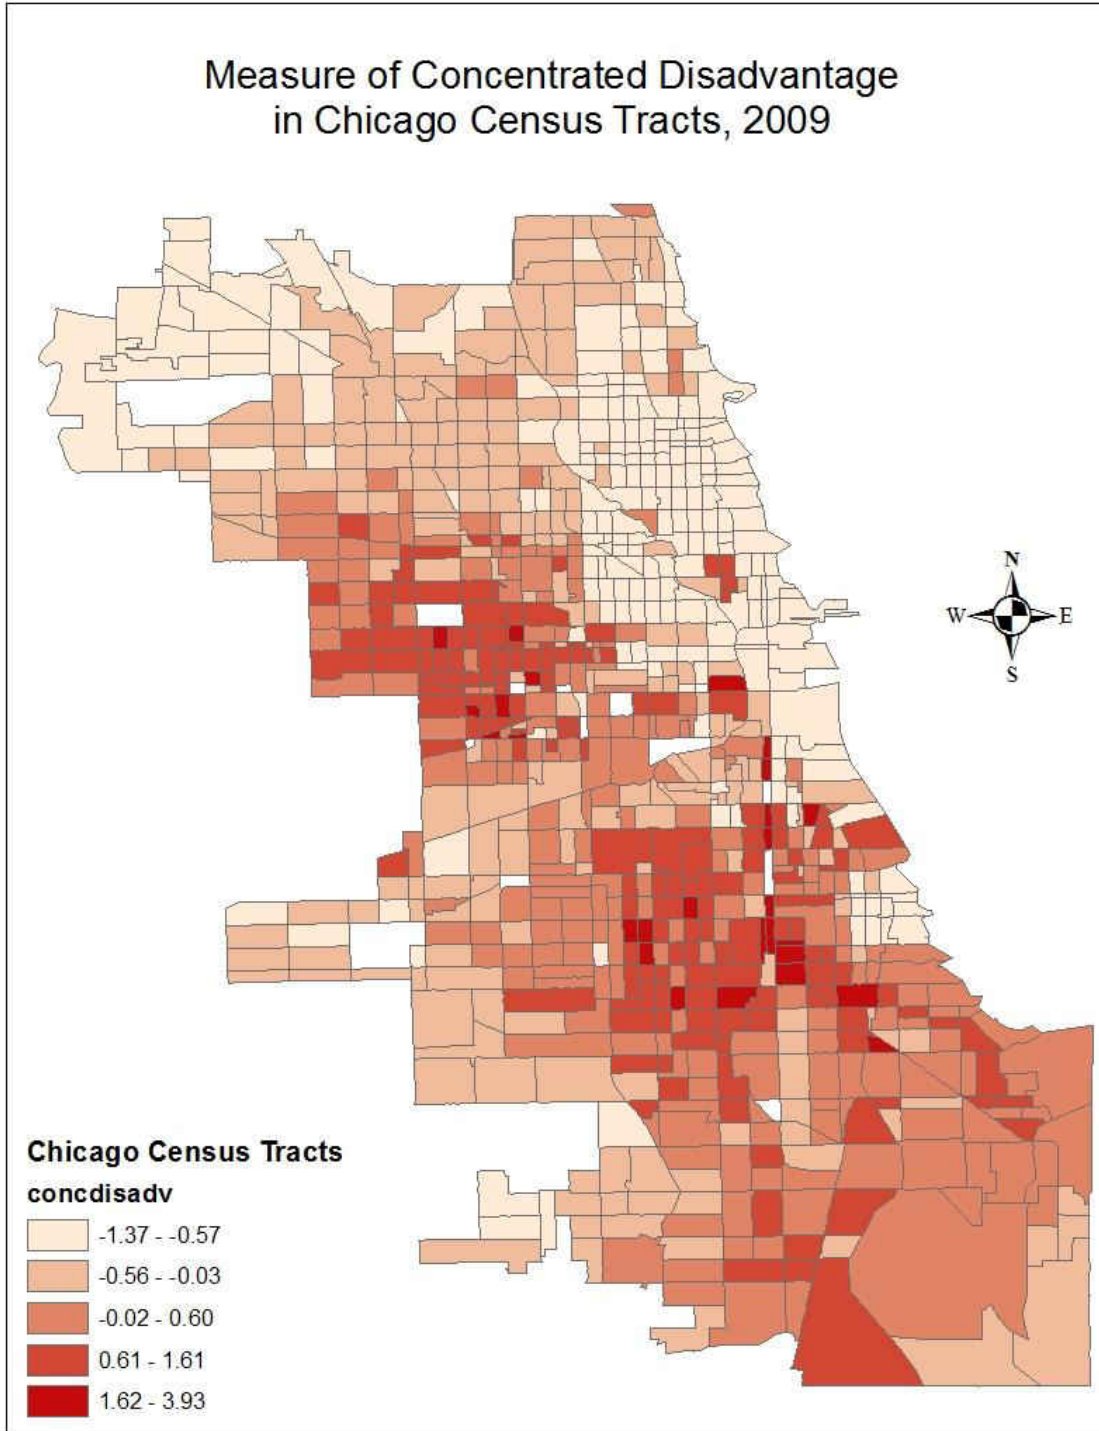 Measure of Concentrated Disadvantage
in Chicago Census Tracts, 2009
N
W E
S
Chicago Census Tracts
concdisadv
-1.37 - -0.57
-0.56 - -0.03
-0.02 - 0.60
0.61 - 1.61
1.62 - 3.93